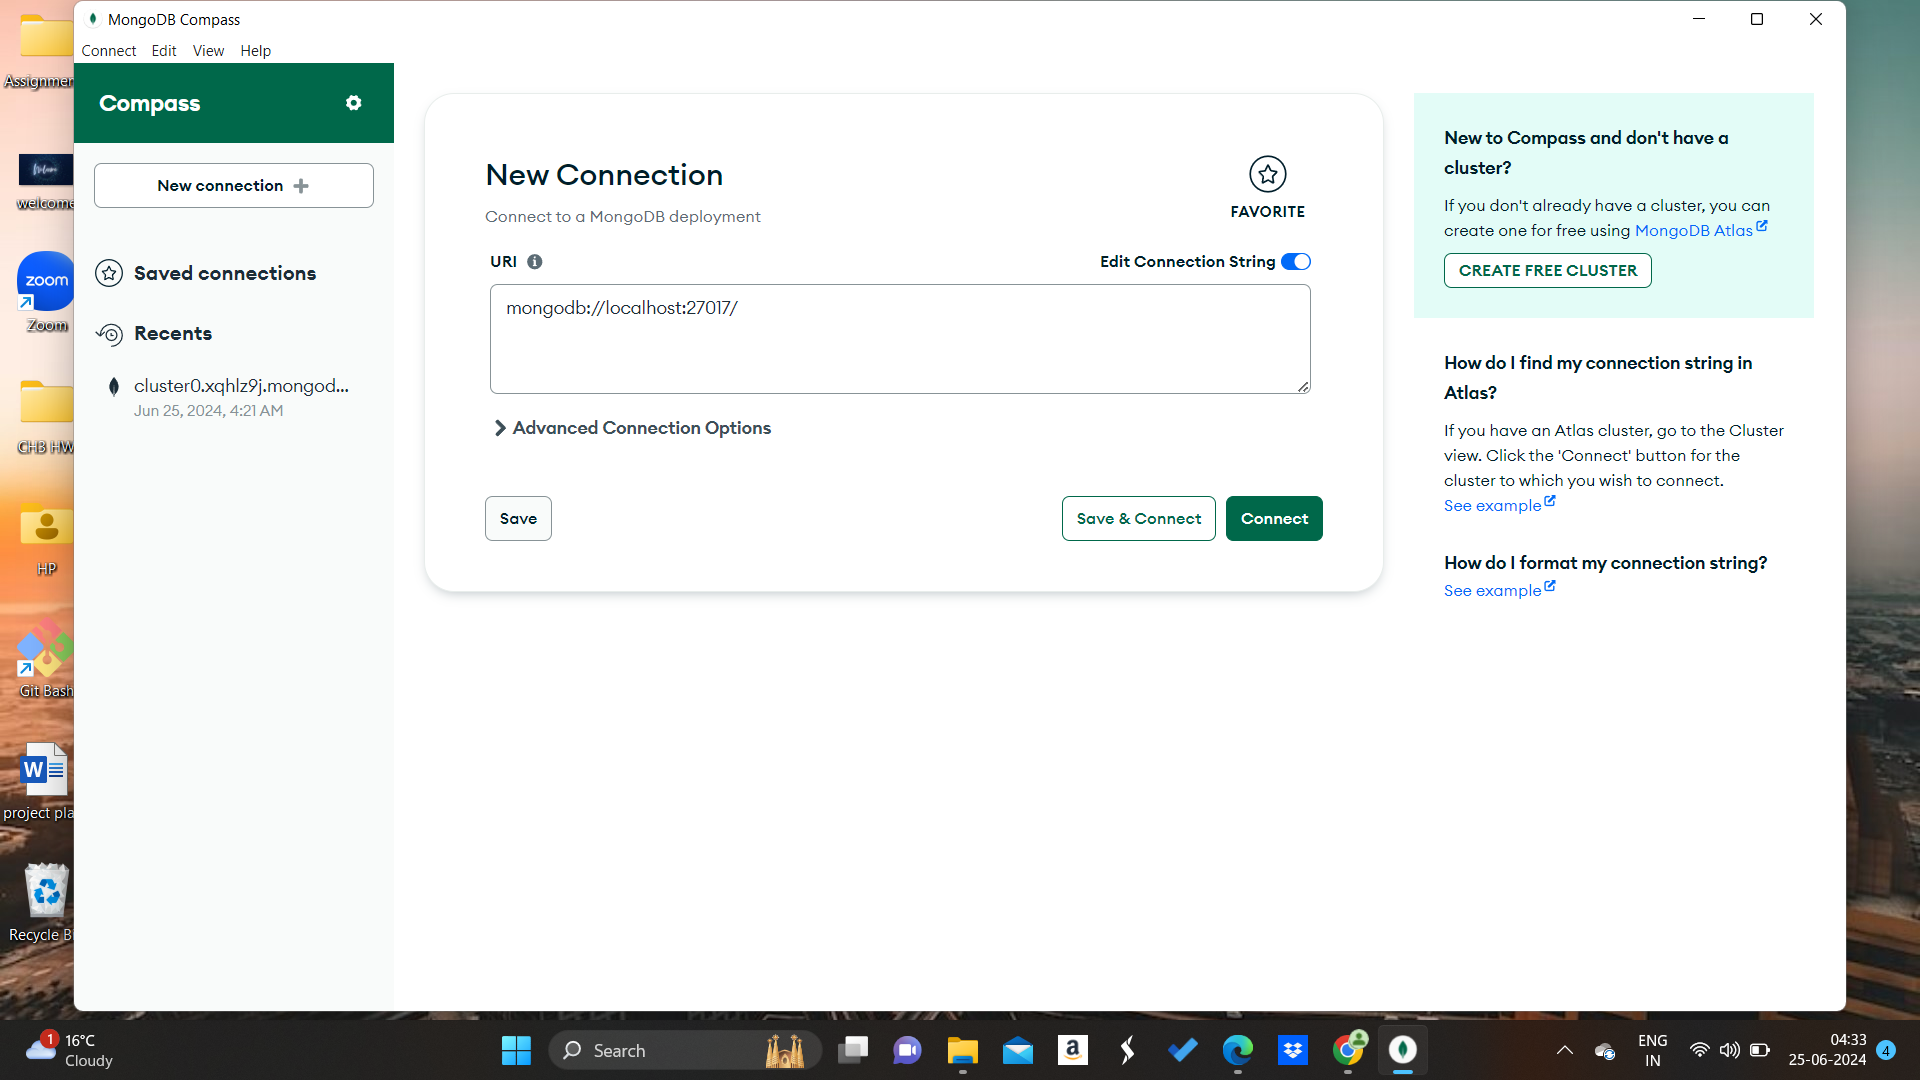 MongoDB Compass
Connect Edit View Help
Compass
New connection
Saved connections
Recents
cluster0.xqhlz9j.mongod...
Jun 25, 2024, 4:21 AM
New Connection
Connect to a MongoDB deployment
FAVORITE
URI
Edit Connection String
mongodb://localhost:27017/
Advanced Connection Options
Save
Save & Connect
Connect
New to Compass and don't have a
cluster?
If you don't already have a cluster, you can
create one for free using MongoDB Atlas
CREATE FREE CLUSTER
How do I find my connection string in
Atlas?
If you have an Atlas cluster, go to the Cluster
view. Click the 'Connect' button for the
cluster to which you wish to connect.
See example
How do I format my connection string?
See example
Assignmen
Welcome
welcome
zoom
Zoom
CH3 HW
HP
Git Bash
W
project pla
Recycle B
1
16°C
Cloudy
Search
a
ENG
IN
04:33
25-06-2024
4